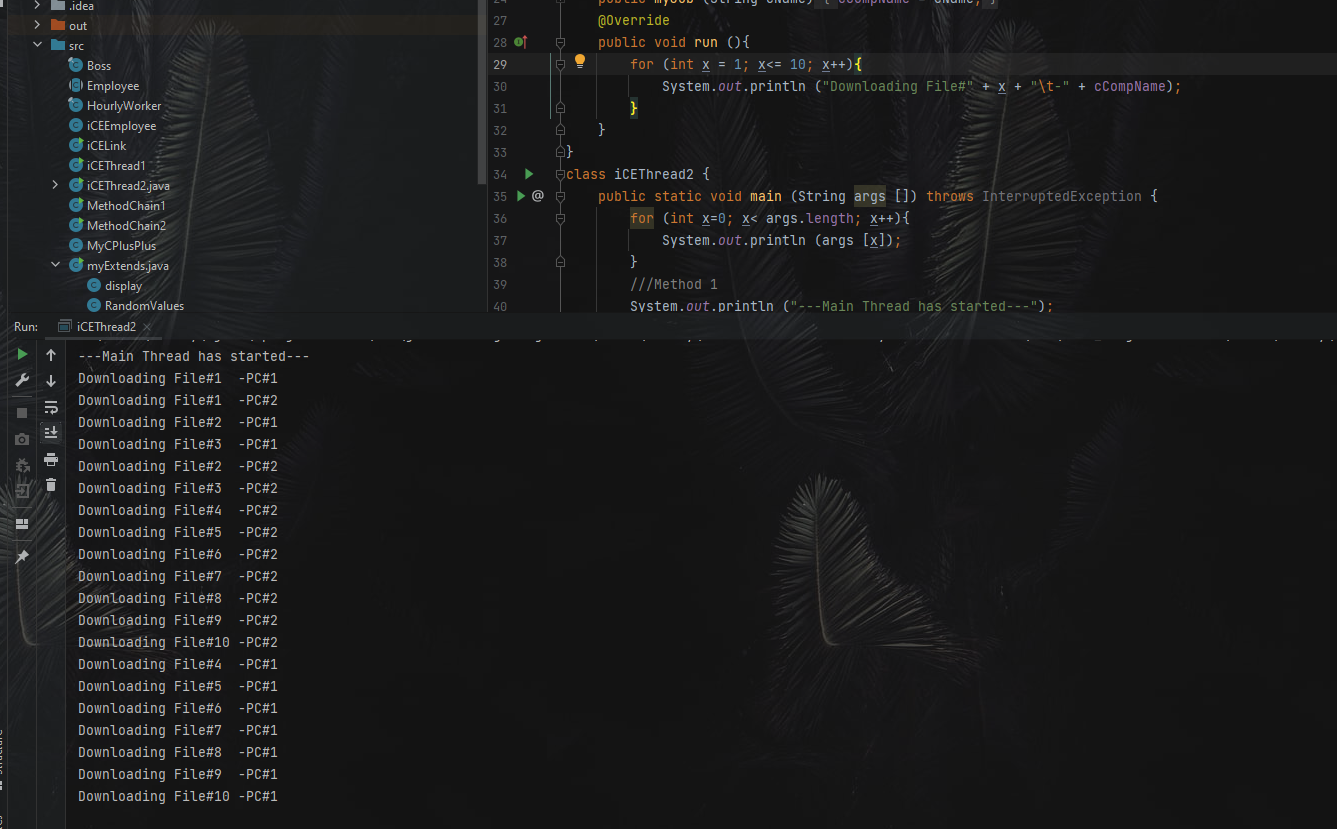 .idea
out
src
Boss
Employee
HourlyWorker
iCEEmployee
iCELink
iCEThread1
iCEThread2.java
MethodChain1
MethodChain2
MyCPlusPlus
myExtends.java
display
RandomValues
27 @Override
28 public void run (){
29 for (int x = 1; x<= 10; x++){
30 System.out.println ("Downloading File#" + x + "\t-" + cCompName);
31 }
32 }
33 }
34 class iCEThread2 {
35 @ public static void main (String args []) throws InterruptedException {
36 for (int x=0; x< args.length; x++){
37 System.out.println (args [x]);
38 }
39 ///Method 1
40 System.out.println ("---Main Thread has started---");
Run: iCEThread2
---Main Thread has started---
Downloading File#1 -PC#1
Downloading File#1 -PC#2
Downloading File#2 -PC#1
Downloading File#3 -PC#1
Downloading File#2 -PC#2
Downloading File#3 -PC#2
Downloading File#4 -PC#2
Downloading File#5 -PC#2
Downloading File#6 -PC#2
Downloading File#7 -PC#2
Downloading File#8 -PC#2
Downloading File#9 -PC#2
Downloading File#10 -PC#2
Downloading File#4 -PC#1
Downloading File#5 -PC#1
Downloading File#6 -PC#1
Downloading File#7 -PC#1
Downloading File#8 -PC#1
Downloading File#9 -PC#1
Downloading File#10 -PC#1